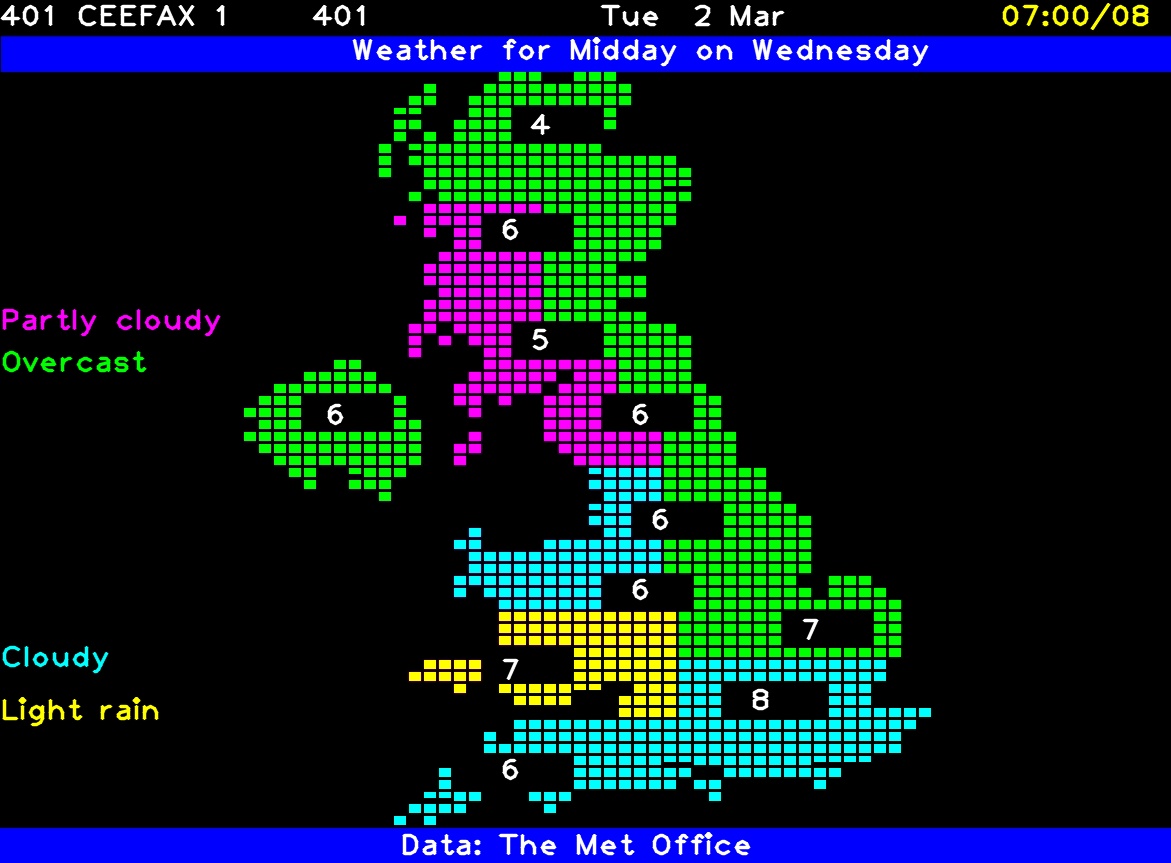 401 CEEFAX 1 401 Tue 2 Mar 07:00/08
Weather for Midday on Wednesday
4
6
Partly cloudy
5
Overcast
6 6
6
6
7
Cloudy
7
8
Light rain
6
Data: The Met Office